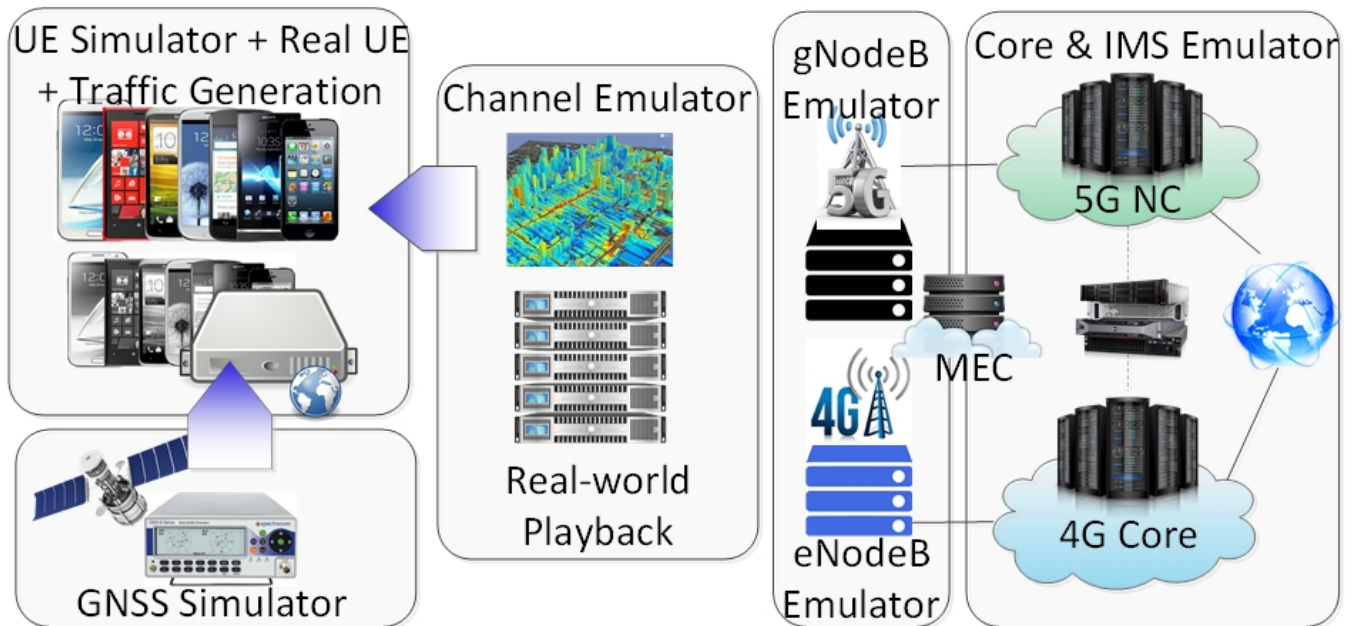 UE Simulator + Real UE
+ Traffic Generation
GNSS Simulator
spectracom
Channel Emulator
Real-world
Playback
gNodeB
Emulator
5G
MEC
4G
eNodeB
Emulator
Core & IMS Emulator
5G NC
4G Core